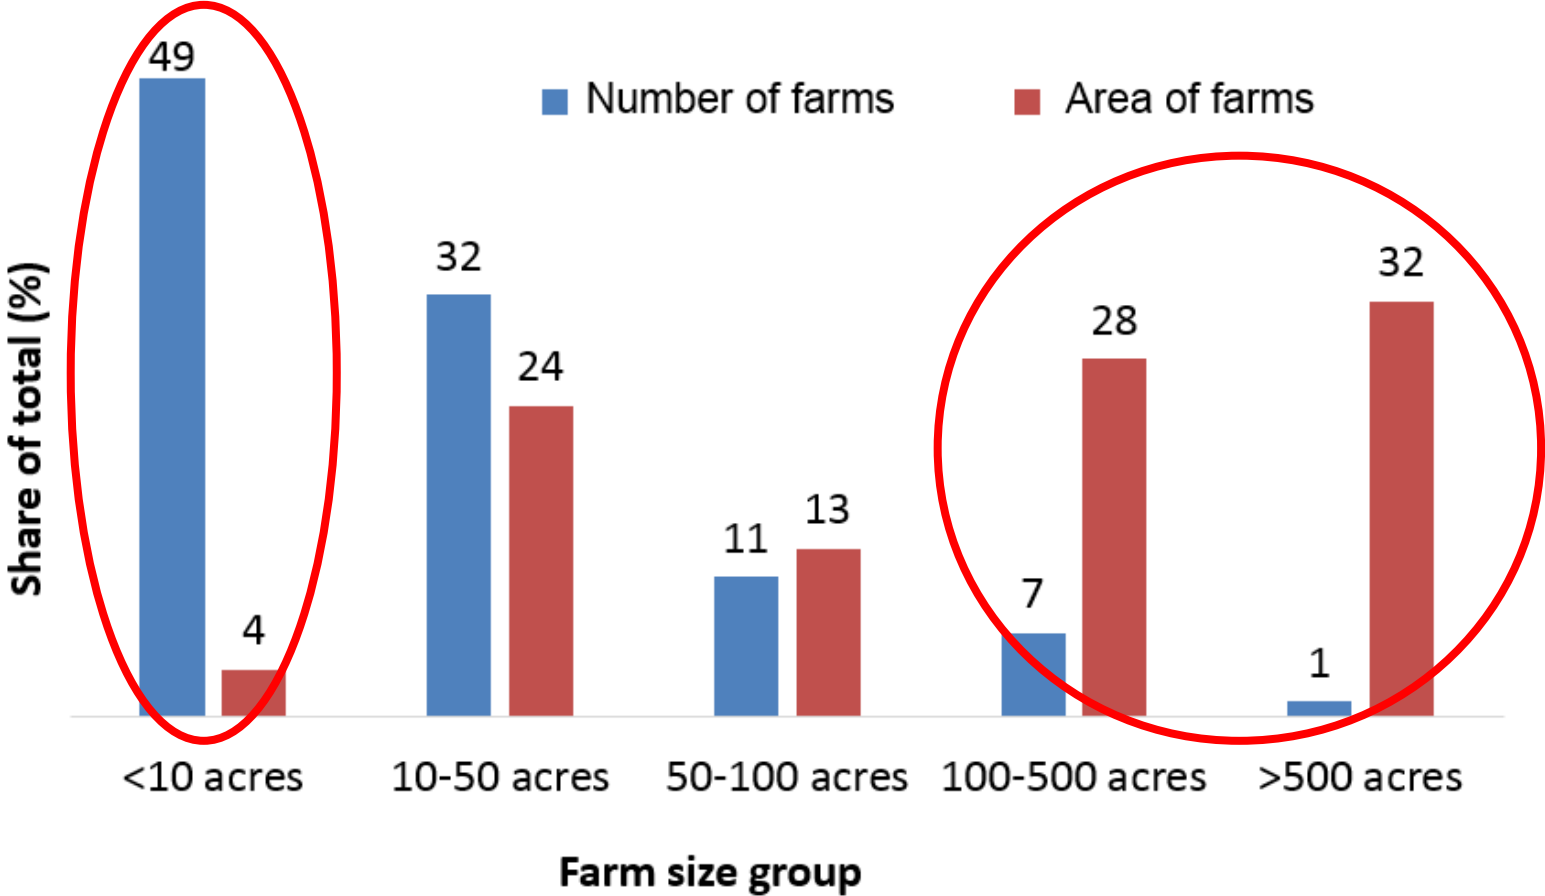 49
Number of farms
Area of farms
32
24
11
13
7
28
1
32
4
Share of total (%)
<10 acres
10-50 acres
50-100 acres
100-500 acres
>500 acres
Farm size group